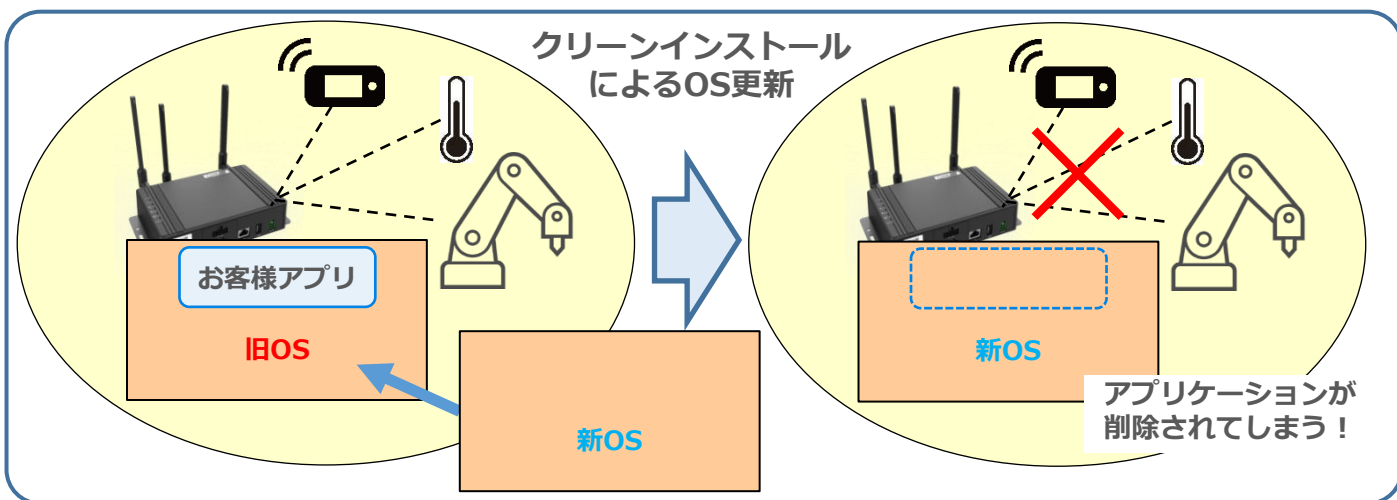 クリーンインストール
によるOS更新
お客様アプリ
旧OS
新OS
新OS
アプリケーションが
削除されてしまう！